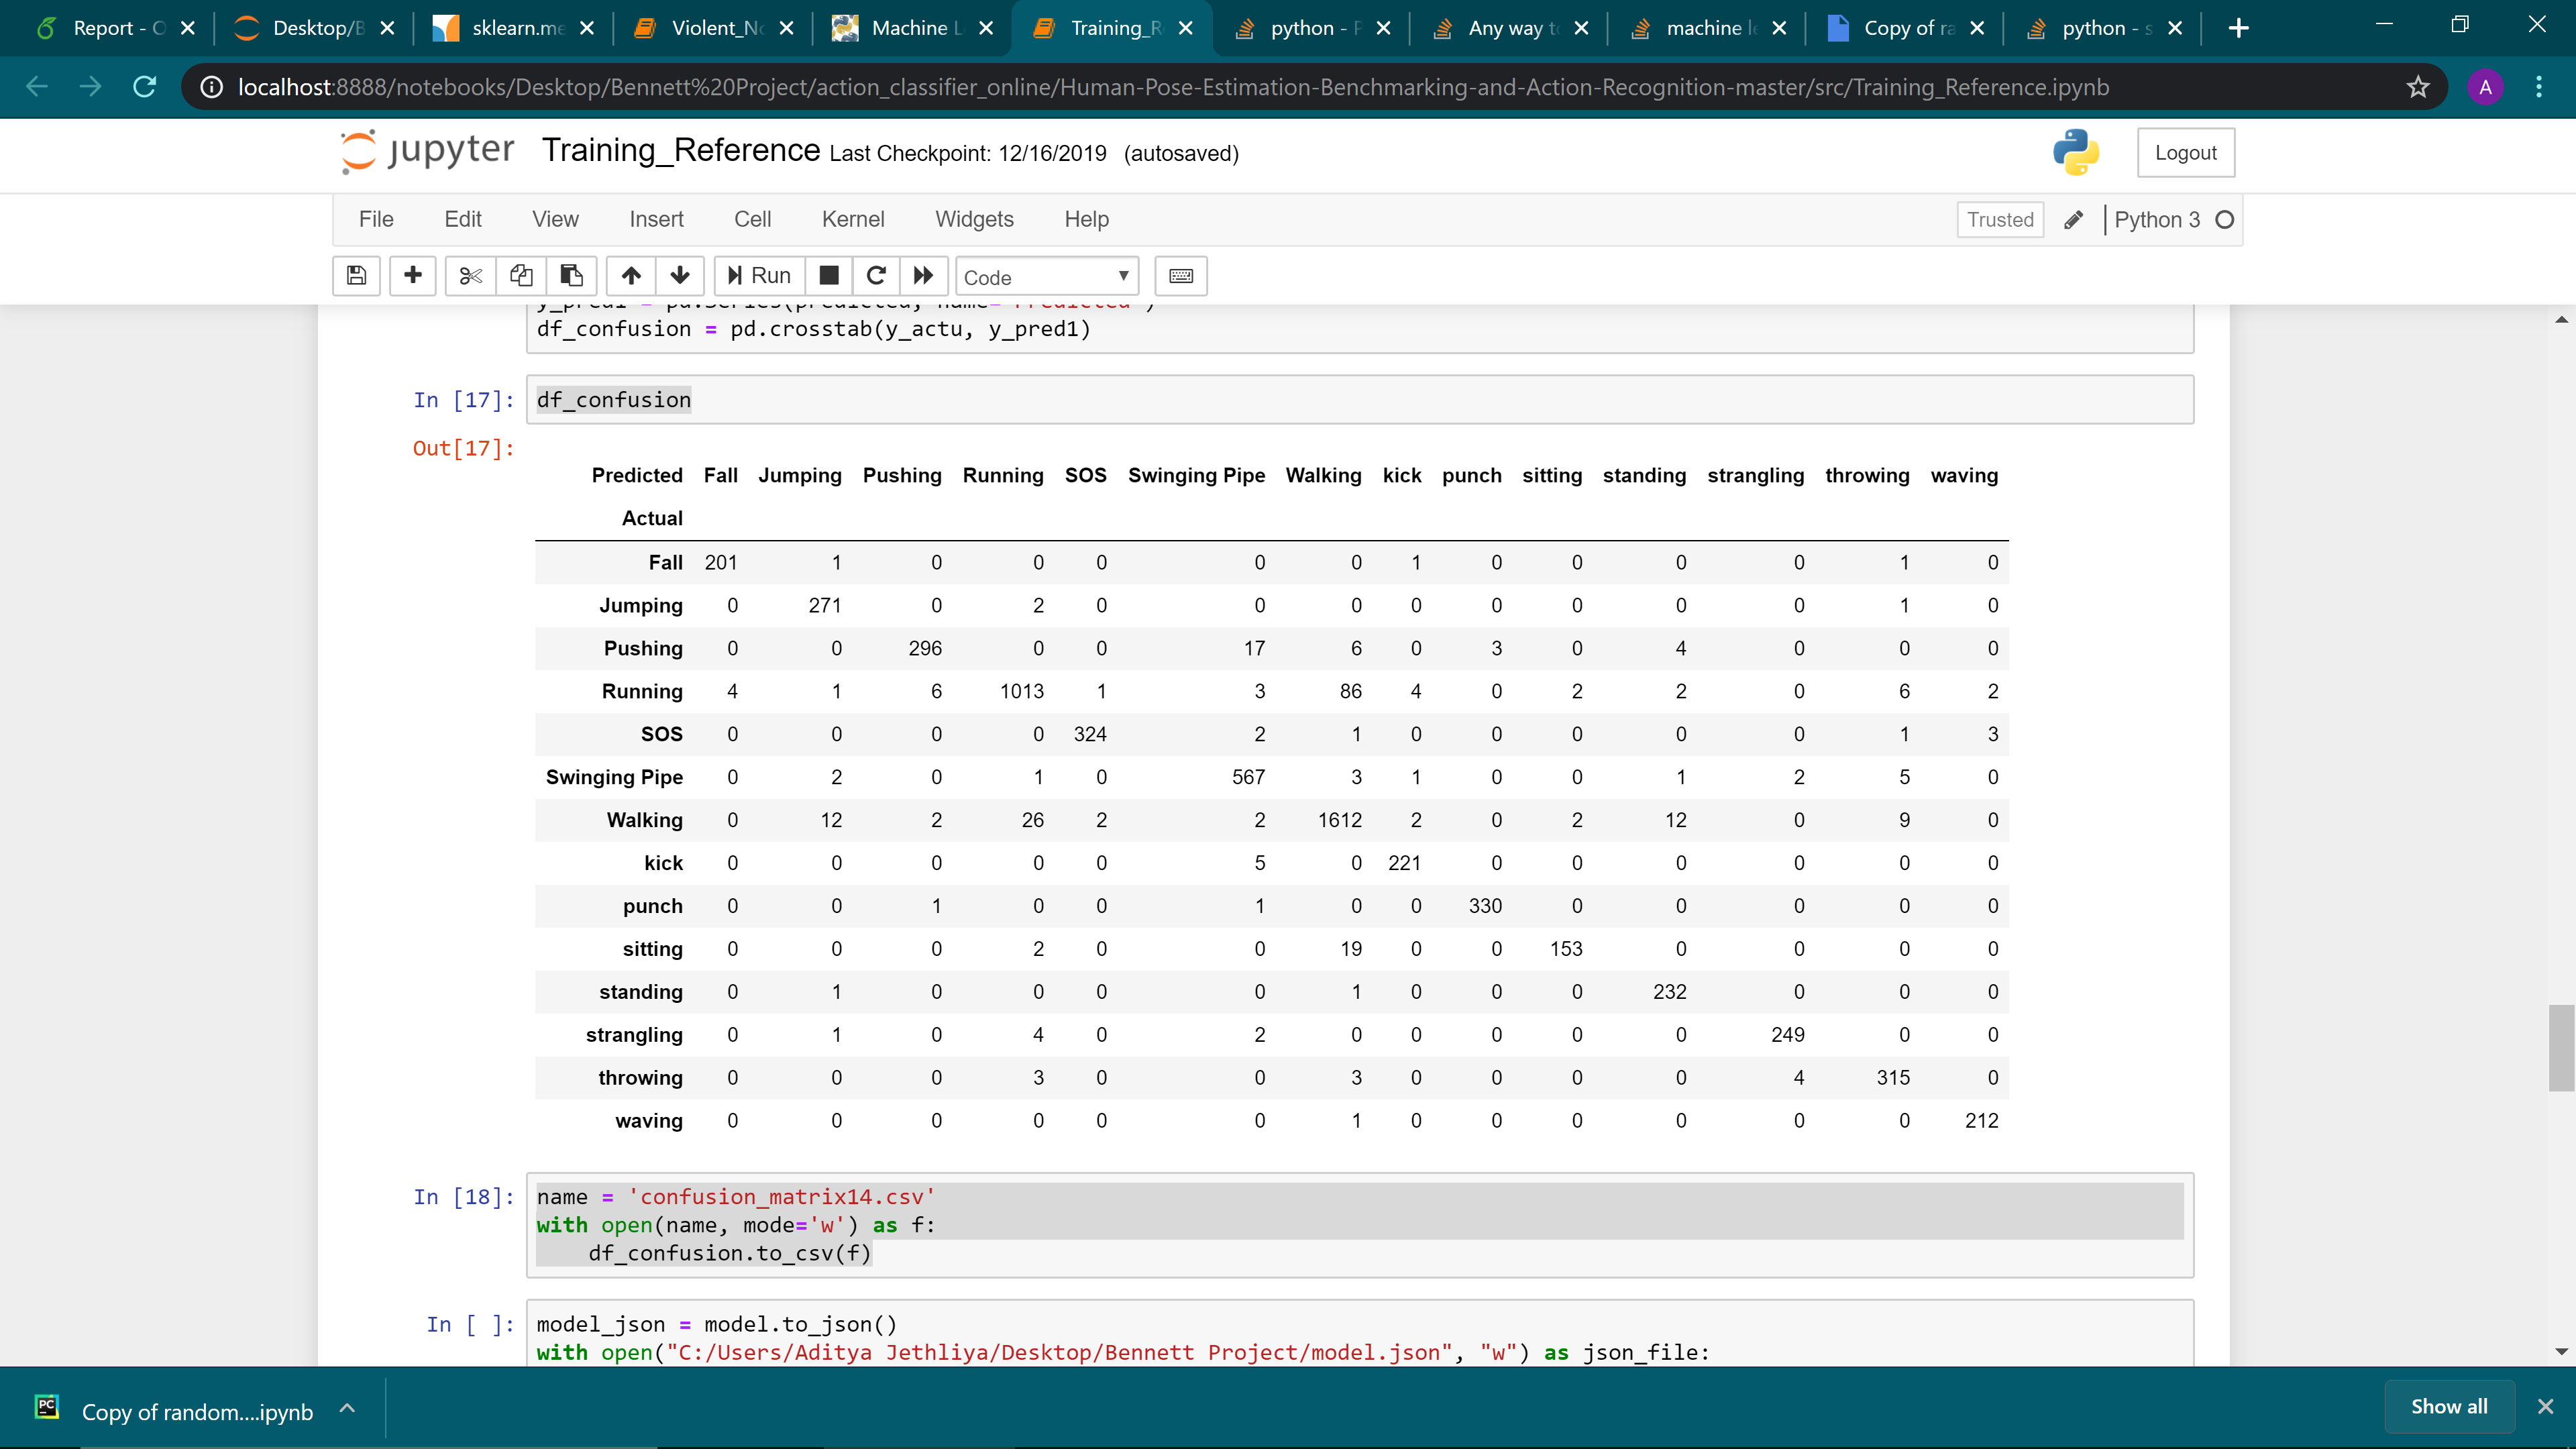 Report - O
Desktop/B
sklearn.me
Violent_No
Machine L
Training_R
python - P
Any way to
machine le
Copy of ra
python - s
localhost:8888/notebooks/Desktop/Bennett%20Project/action_classifier_online/Human-Pose-Estimation-Benchmarking-and-Action-Recognition-master/src/Training_Reference.ipynb
A
jupyter Training_Reference Last Checkpoint: 12/16/2019 (autosaved)
Logout
File Edit View Insert Cell Kernel Widgets Help
Trusted Python 3
Run Code
y_pred1 = pd.Series(predicted, name='Predicted')
df_confusion = pd.crosstab(y_actu, y_pred1)
In [17]: df_confusion
Out[17]:
Predicted Fall Jumping Pushing Running SOS Swinging Pipe Walking kick punch sitting standing strangling throwing waving
Actual
Fall 201 1 0 0 0 0 0 1 0 0 0 0 1 0
Jumping 0 271 0 2 0 0 0 0 0 0 0 0 1 0
Pushing 0 0 296 0 0 17 6 0 3 0 4 0 0 0
Running 4 1 6 1013 1 3 86 4 0 2 2 0 6 2
SOS 0 0 0 0 324 2 1 0 0 0 0 0 1 3
Swinging Pipe 0 2 0 1 0 567 3 1 0 0 1 2 5 0
Walking 0 12 2 26 2 2 1612 2 0 2 12 0 9 0
kick 0 0 0 0 0 5 0 221 0 0 0 0 0 0
punch 0 0 1 0 0 1 0 0 330 0 0 0 0 0
sitting 0 0 0 2 0 0 19 0 0 153 0 0 0 0
standing 0 1 0 0 0 0 1 0 0 0 232 0 0 0
strangling 0 1 0 4 0 2 0 0 0 0 0 249 0 0
throwing 0 0 0 3 0 0 3 0 0 0 0 4 315 0
waving 0 0 0 0 0 0 1 0 0 0 0 0 0 212
In [18]: name = 'confusion_matrix14.csv'
with open(name, mode='w') as f:
df_confusion.to_csv(f)
In [ ]: model_json = model.to_json()
with open("C:/Users/Aditya Jethliya/Desktop/Bennett Project/model.json", "w") as json_file:
PC
Copy of random....ipynb
Show all